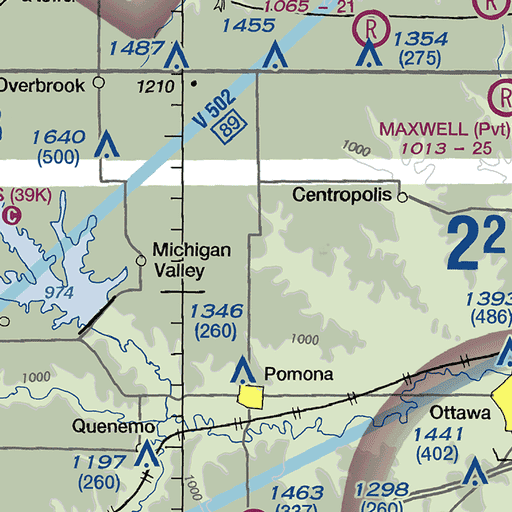 1065 - 21
1455
1487
R
1354
(275)
Overbrook
1210
R
V 502
89
1640
(500)
MAXWELL (Pvt)
1013 - 25
1000
S (39K)
C
Centropolis
2²
Michigan
Valley
974
1346
(260)
1393
(486)
1000
Pomona
1000
Ottawa
Quenemo
1441
(402)
1197
(260)
1000
1463
(337)
1298
(260)